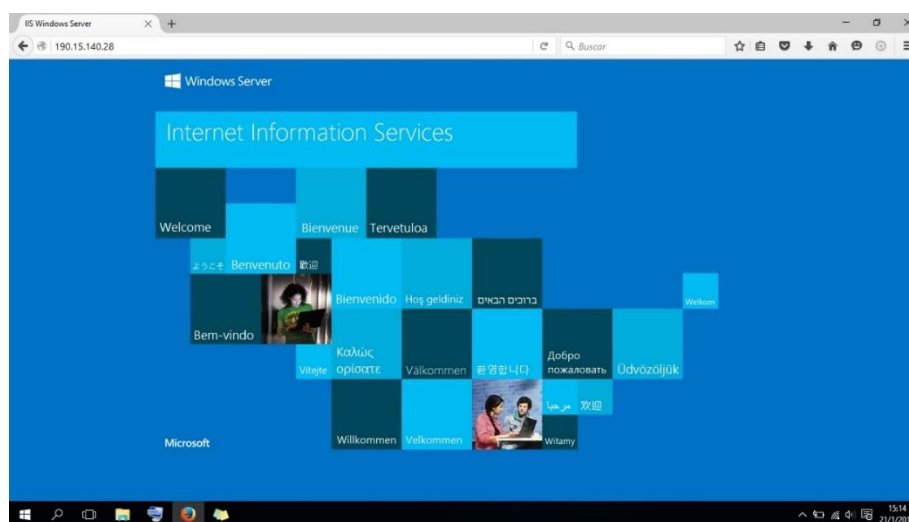 IIS Windows Server
190.15.140.28
Buscar
Windows Server
Internet Information Services
Welcome
Bienvenue
Tervetuloa
ようこそ
Benvenuto
歡迎
Bienvenido
Hoş geldiniz
ברוכים הבאים
Welkom
Bem-vindo
Vítejte
Καλώς
ορίσατε
Välkommen
환영합니다
Добро
пожаловать
Üdvözöljük
مرحبا
欢迎
Microsoft
Willkommen
Velkommen
Witamy
15:14